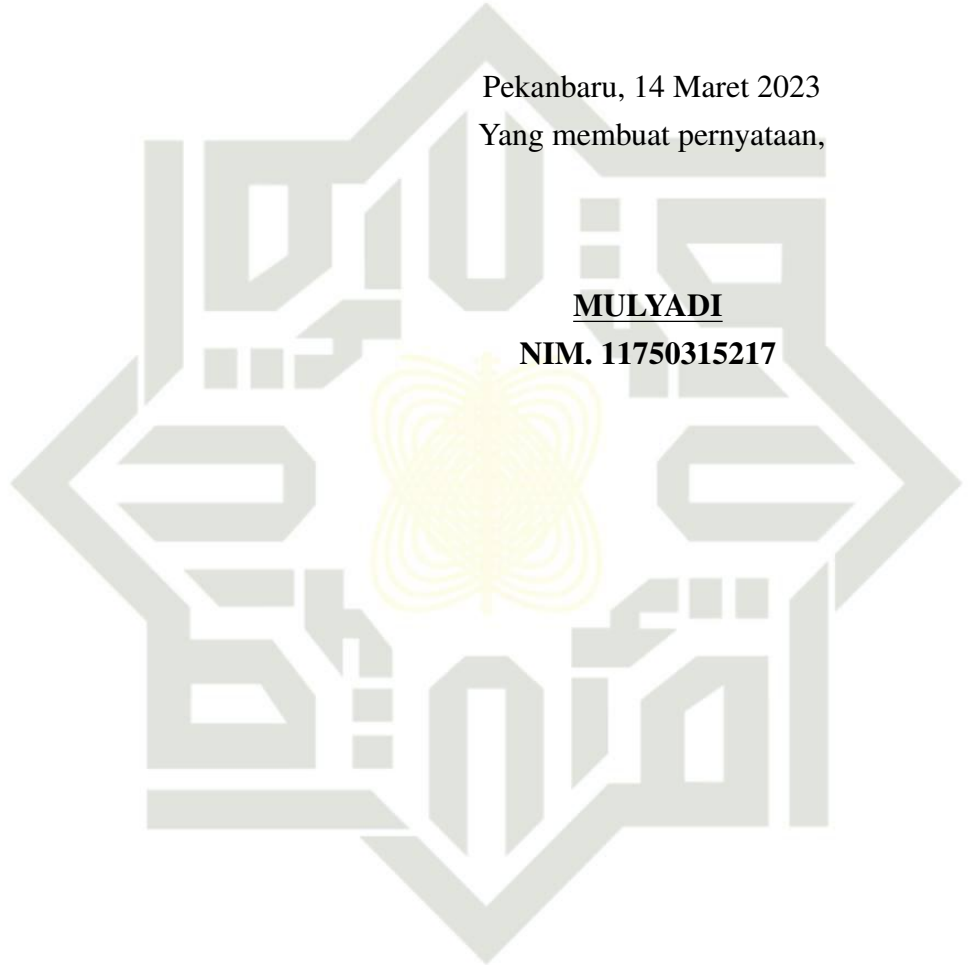 Pekanbaru, 14 Maret 2023
Yang membuat pernyataan,
MULYADI
NIM. 11750315217